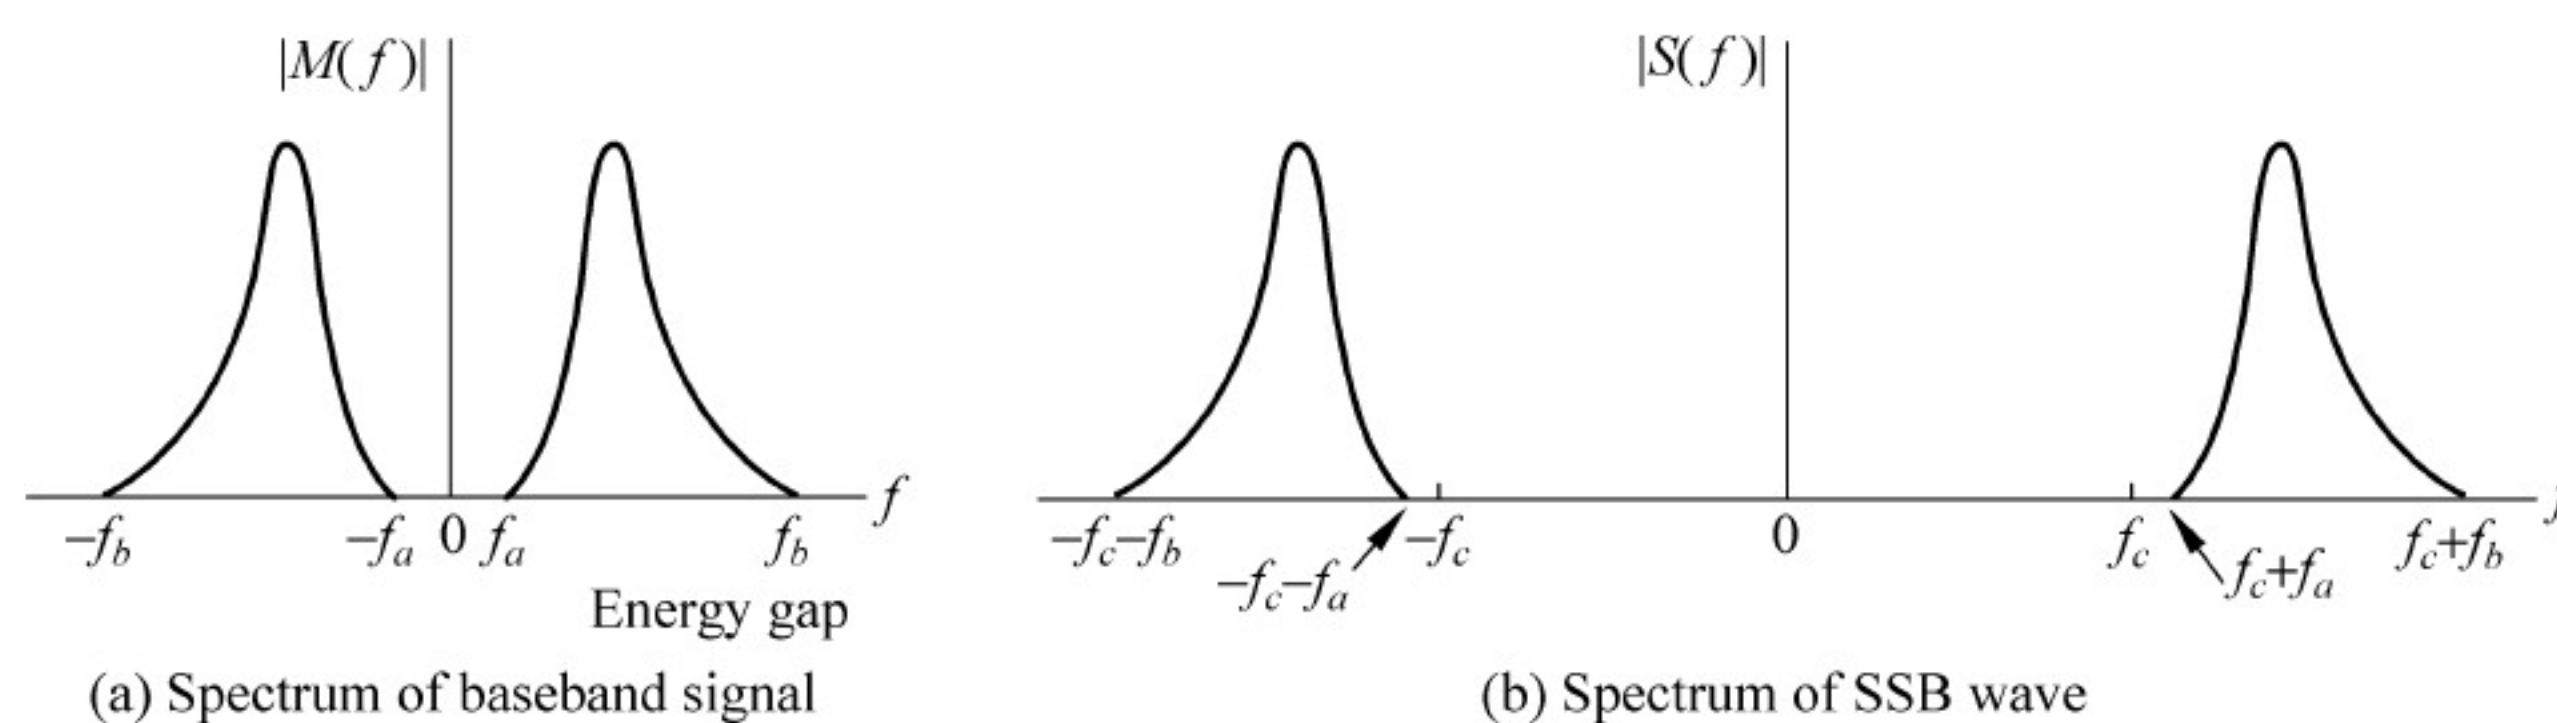 |M(f)|
f
–f_b
–f_a
0
f_a
f_b
Energy gap
(a) Spectrum of baseband signal
|S(f)|
–f_c–f_b
–f_c–f_a
–f_c
0
f_c
f_c+f_a
f_c+f_b
(b) Spectrum of SSB wave